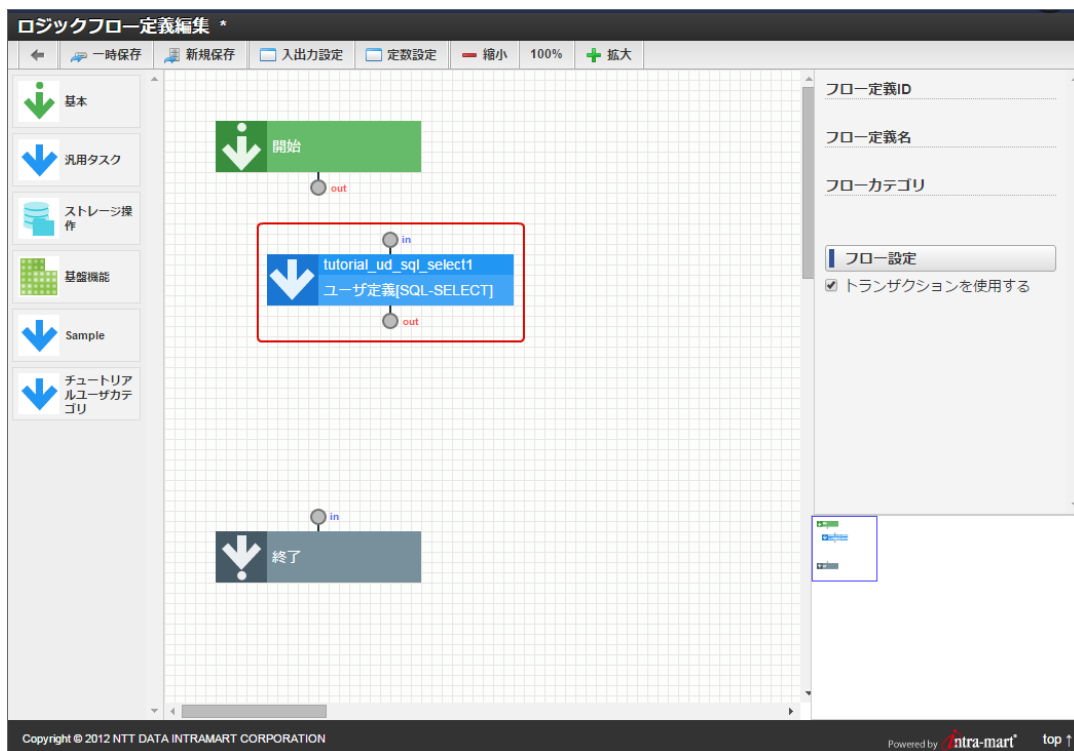 ロジックフロー定義編集 *
一時保存
新規保存
入出力設定
定数設定
縮小
100%
拡大
基本
汎用タスク
ストレージ操
作
基盤機能
Sample
チュートリア
ルユーザカテ
ゴリ
開始
out
in
tutorial_ud_sql_select1
ユーザ定義[SQL-SELECT]
out
in
終了
フロー定義ID
フロー定義名
フローカテゴリ
フロー設定
トランザクションを使用する
Copyright © 2012 NTT DATA INTRAMART CORPORATION
Powered by intra-mart
top ↑